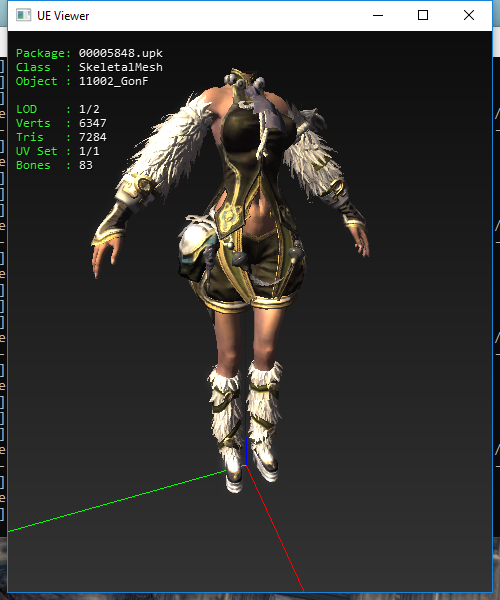 UE Viewer
Package: 00005848.upk
Class : SkeletalMesh
Object : 11002_GonF
LOD : 1/2
Verts : 6347
Tris : 7284
UV Set : 1/1
Bones : 83